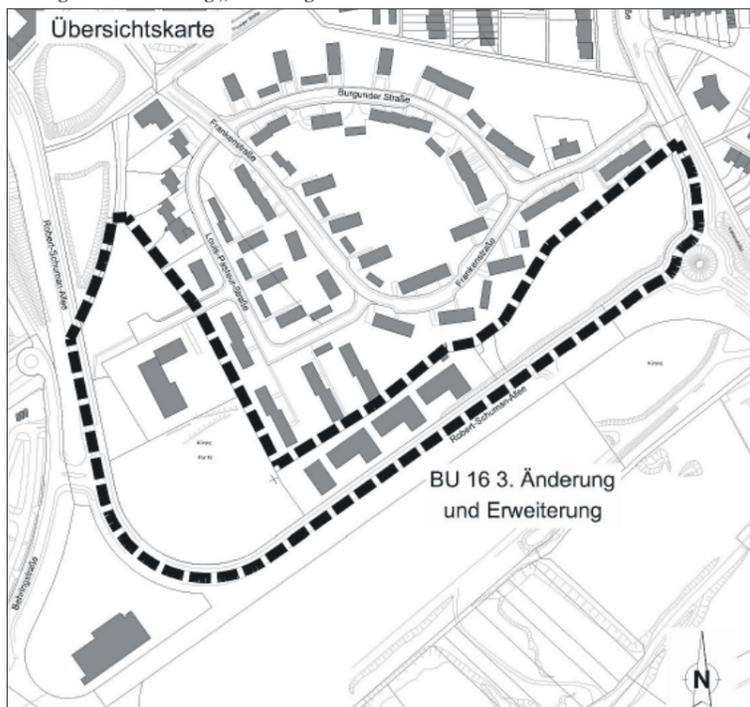 Übersichtskarte
Burgunder Straße
Frankenstraße
Robert-Schuman-Allee
Louis-Pasteur-Straße
Frankenstraße
Robert-Schuman-Allee
BU 16 3. Änderung
und Erweiterung
Behringstraße
N